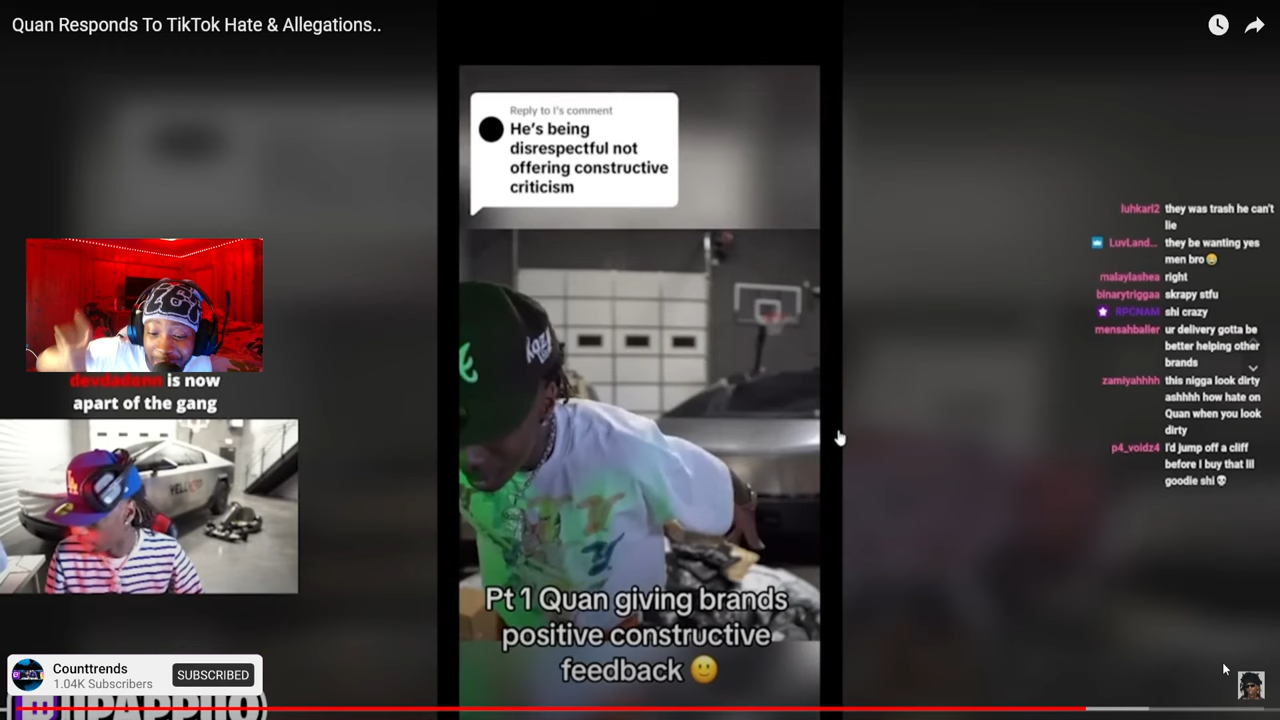 Quan Responds To TikTok Hate & Allegations..
Reply to I's comment
He's being
disrespectful not
offering constructive
criticism
devdadann is now
apart of the gang
Pt 1 Quan giving brands
positive constructive
feedback 🙂
luhkarl2 they was trash he can't
lie
LuvLand... they be wanting yes
men bro😂
malaylashea right
binarytriggaa skrapy stfu
RPCNAM shi crazy
mensahballer ur delivery gotta be
better helping other
brands
zamiyahhhh this nigga look dirty
ashhhh how hate on
Quan when you look
dirty
p4_voidz4 I'd jump off a cliff
before I buy that lil
goodie shi💀
Counttrends
1.04K Subscribers
SUBSCRIBED